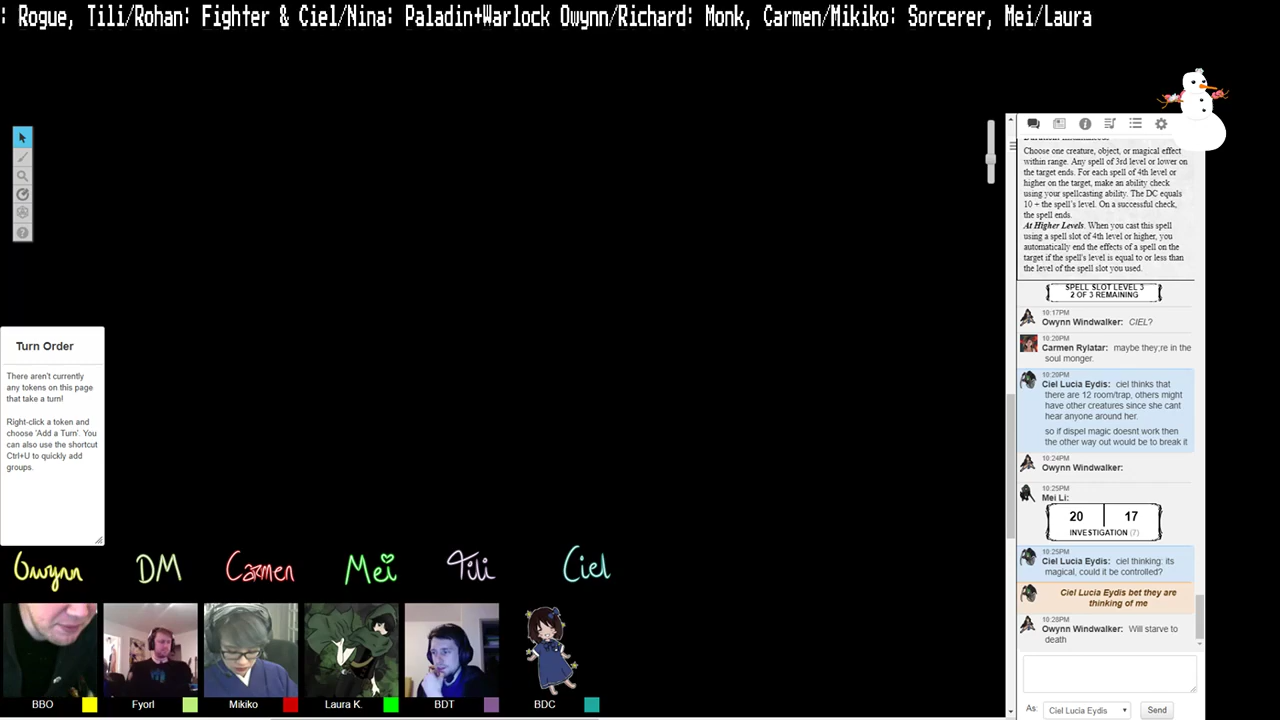 : Rogue, Tili/Rohan: Fighter & Ciel/Nina: Paladin+Warlock Owynn/Richard: Monk, Carmen/Mikiko: Sorcerer, Mei/Laura
Choose one creature, object, or magical effect
within range. Any spell of 3rd level or lower on
the target ends. For each spell of 4th level or
higher on the target, make an ability check
using your spellcasting ability. The DC equals
10 + the spell's level. On a successful check,
the spell ends.
At Higher Levels. When you cast this spell
using a spell slot of 4th level or higher, you
automatically end the effects of a spell on the
target if the spell's level is equal to or less than
the level of the spell slot you used.
SPELL SLOT LEVEL 3
2 OF 3 REMAINING
10:17PM
Owynn Windwalker: CIEL?
10:20PM
Carmen Rylatar: maybe they;re in the
soul monger.
10:20PM
Ciel Lucia Eydis: ciel thinks that
there are 12 room/trap, others might
have other creatures since she cant
hear anyone around her.
so if dispel magic doesnt work then
the other way out would be to break it
10:24PM
Owynn Windwalker:
10:25PM
Mei Li:
20 17
INVESTIGATION (7)
10:25PM
Ciel Lucia Eydis: ciel thinking: its
magical, could it be controlled?
Ciel Lucia Eydis bet they are
thinking of me
10:28PM
Owynn Windwalker: Will starve to
death
As: Ciel Lucia Eydis Send
Turn Order
There aren't currently
any tokens on this page
that take a turn!
Right-click a token and
choose 'Add a Turn'. You
can also use the shortcut
Ctrl+U to quickly add
groups.
Owynn DM Carmen Mei Tili Ciel
BBO Fyorl Mikiko Laura K. BDT BDC